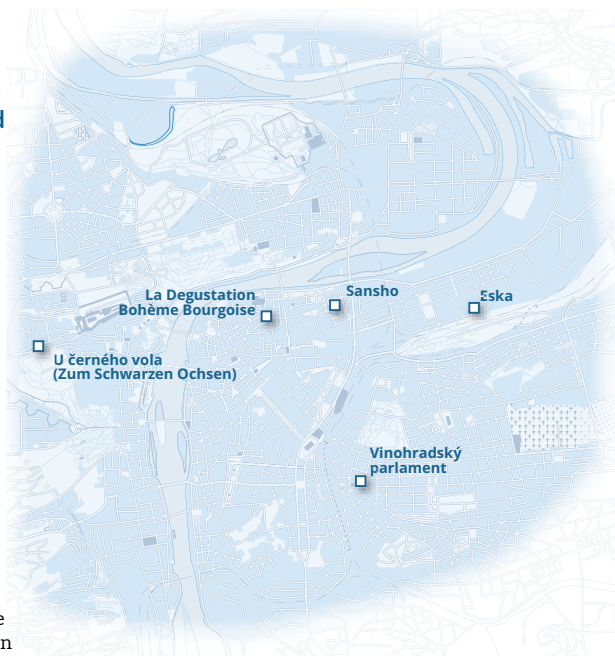 d
La Degustation
Bohème Bourgoise
Sansho
Eska
U černého vola
(Zum Schwarzen Ochsen)
Vinohradský
parlament
e
n